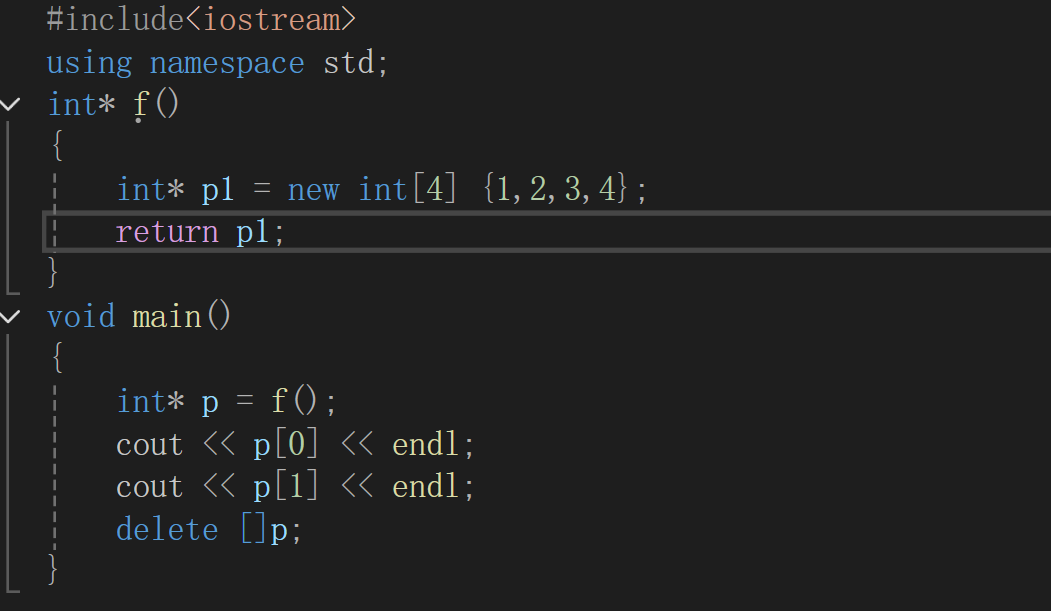 #include<iostream>
using namespace std;
int* f()
{
    int* p1 = new int[4] {1,2,3,4};
    return p1;
}
void main()
{
    int* p = f();
    cout << p[0] << endl;
    cout << p[1] << endl;
    delete []p;
}